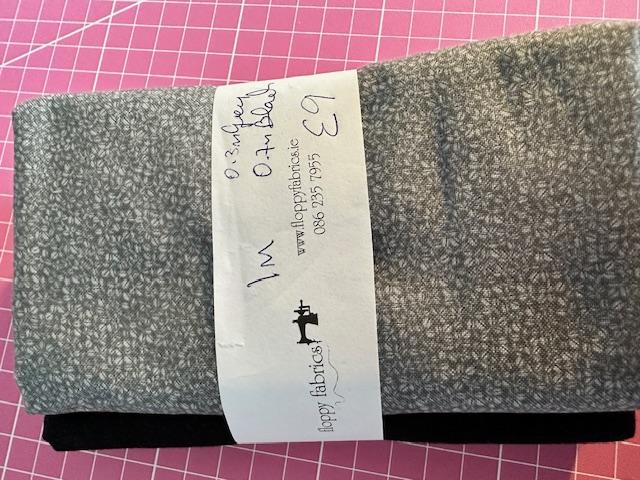 0.3m Grey
0.7m Black
£9
1M
www.floppyfabrics.ie
086 235 7955
floppy fabrics